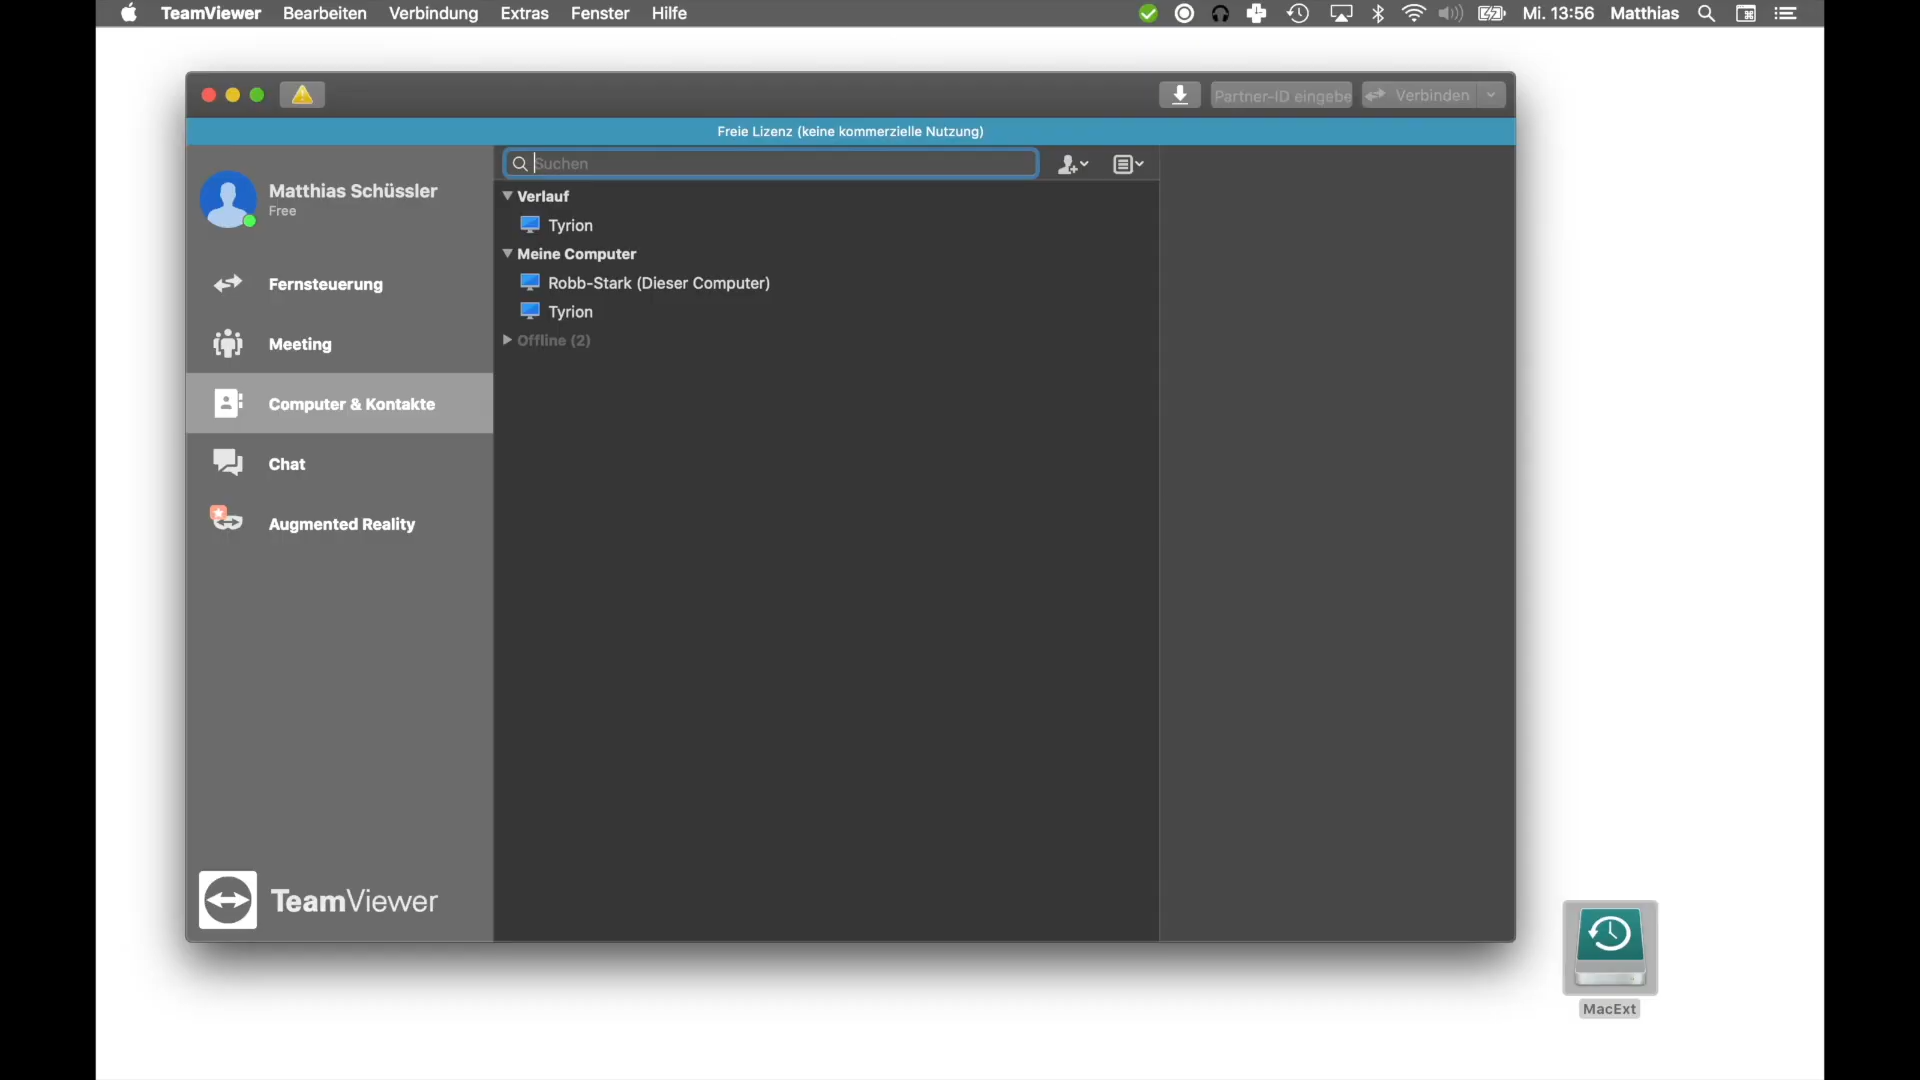 TeamViewer Bearbeiten Verbindung Extras Fenster Hilfe Mi. 13:56 Matthias
Partner-ID eingebe Verbinden
Freie Lizenz (keine kommerzielle Nutzung)
Suchen
Matthias Schüssler
Free
Fernsteuerung
Meeting
Computer & Kontakte
Chat
Augmented Reality
Verlauf
Tyrion
Meine Computer
Robb-Stark (Dieser Computer)
Tyrion
Offline (2)
TeamViewer
MacExt